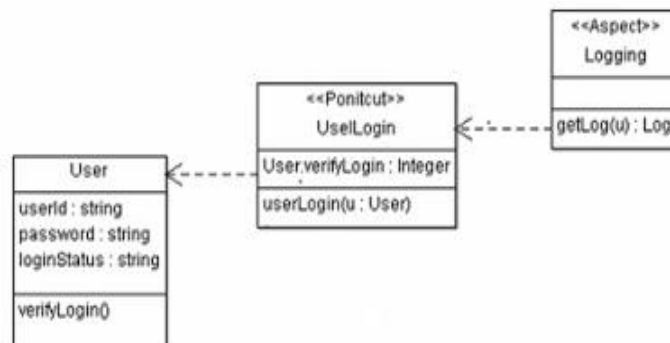 <<Aspect>>
Logging
getLog(u) : Log
<<Ponitcut>>
UselLogin
User.verifyLogin : Integer
userLogin(u : User)
User
userId : string
password : string
loginStatus : string
verifyLogin()